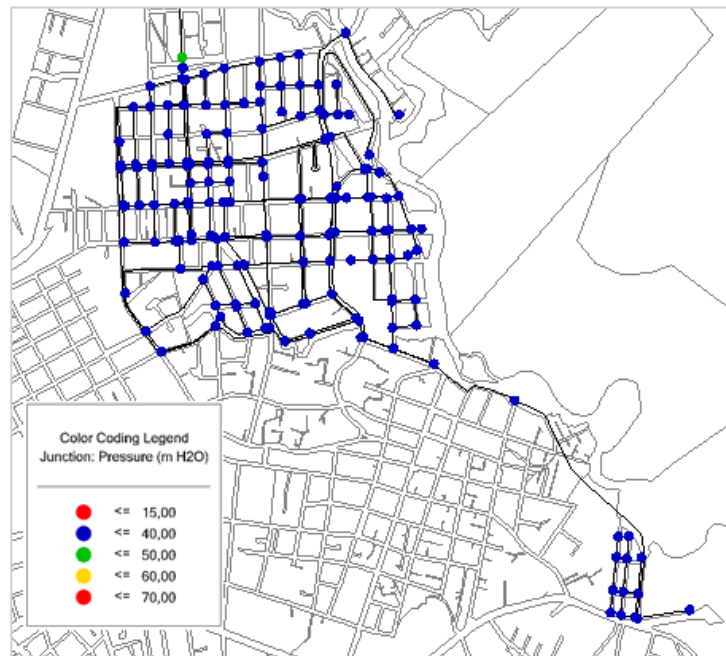 Color Coding Legend
Junction: Pressure (m H2O)
<= 15,00
<= 40,00
<= 50,00
<= 60,00
<= 70,00